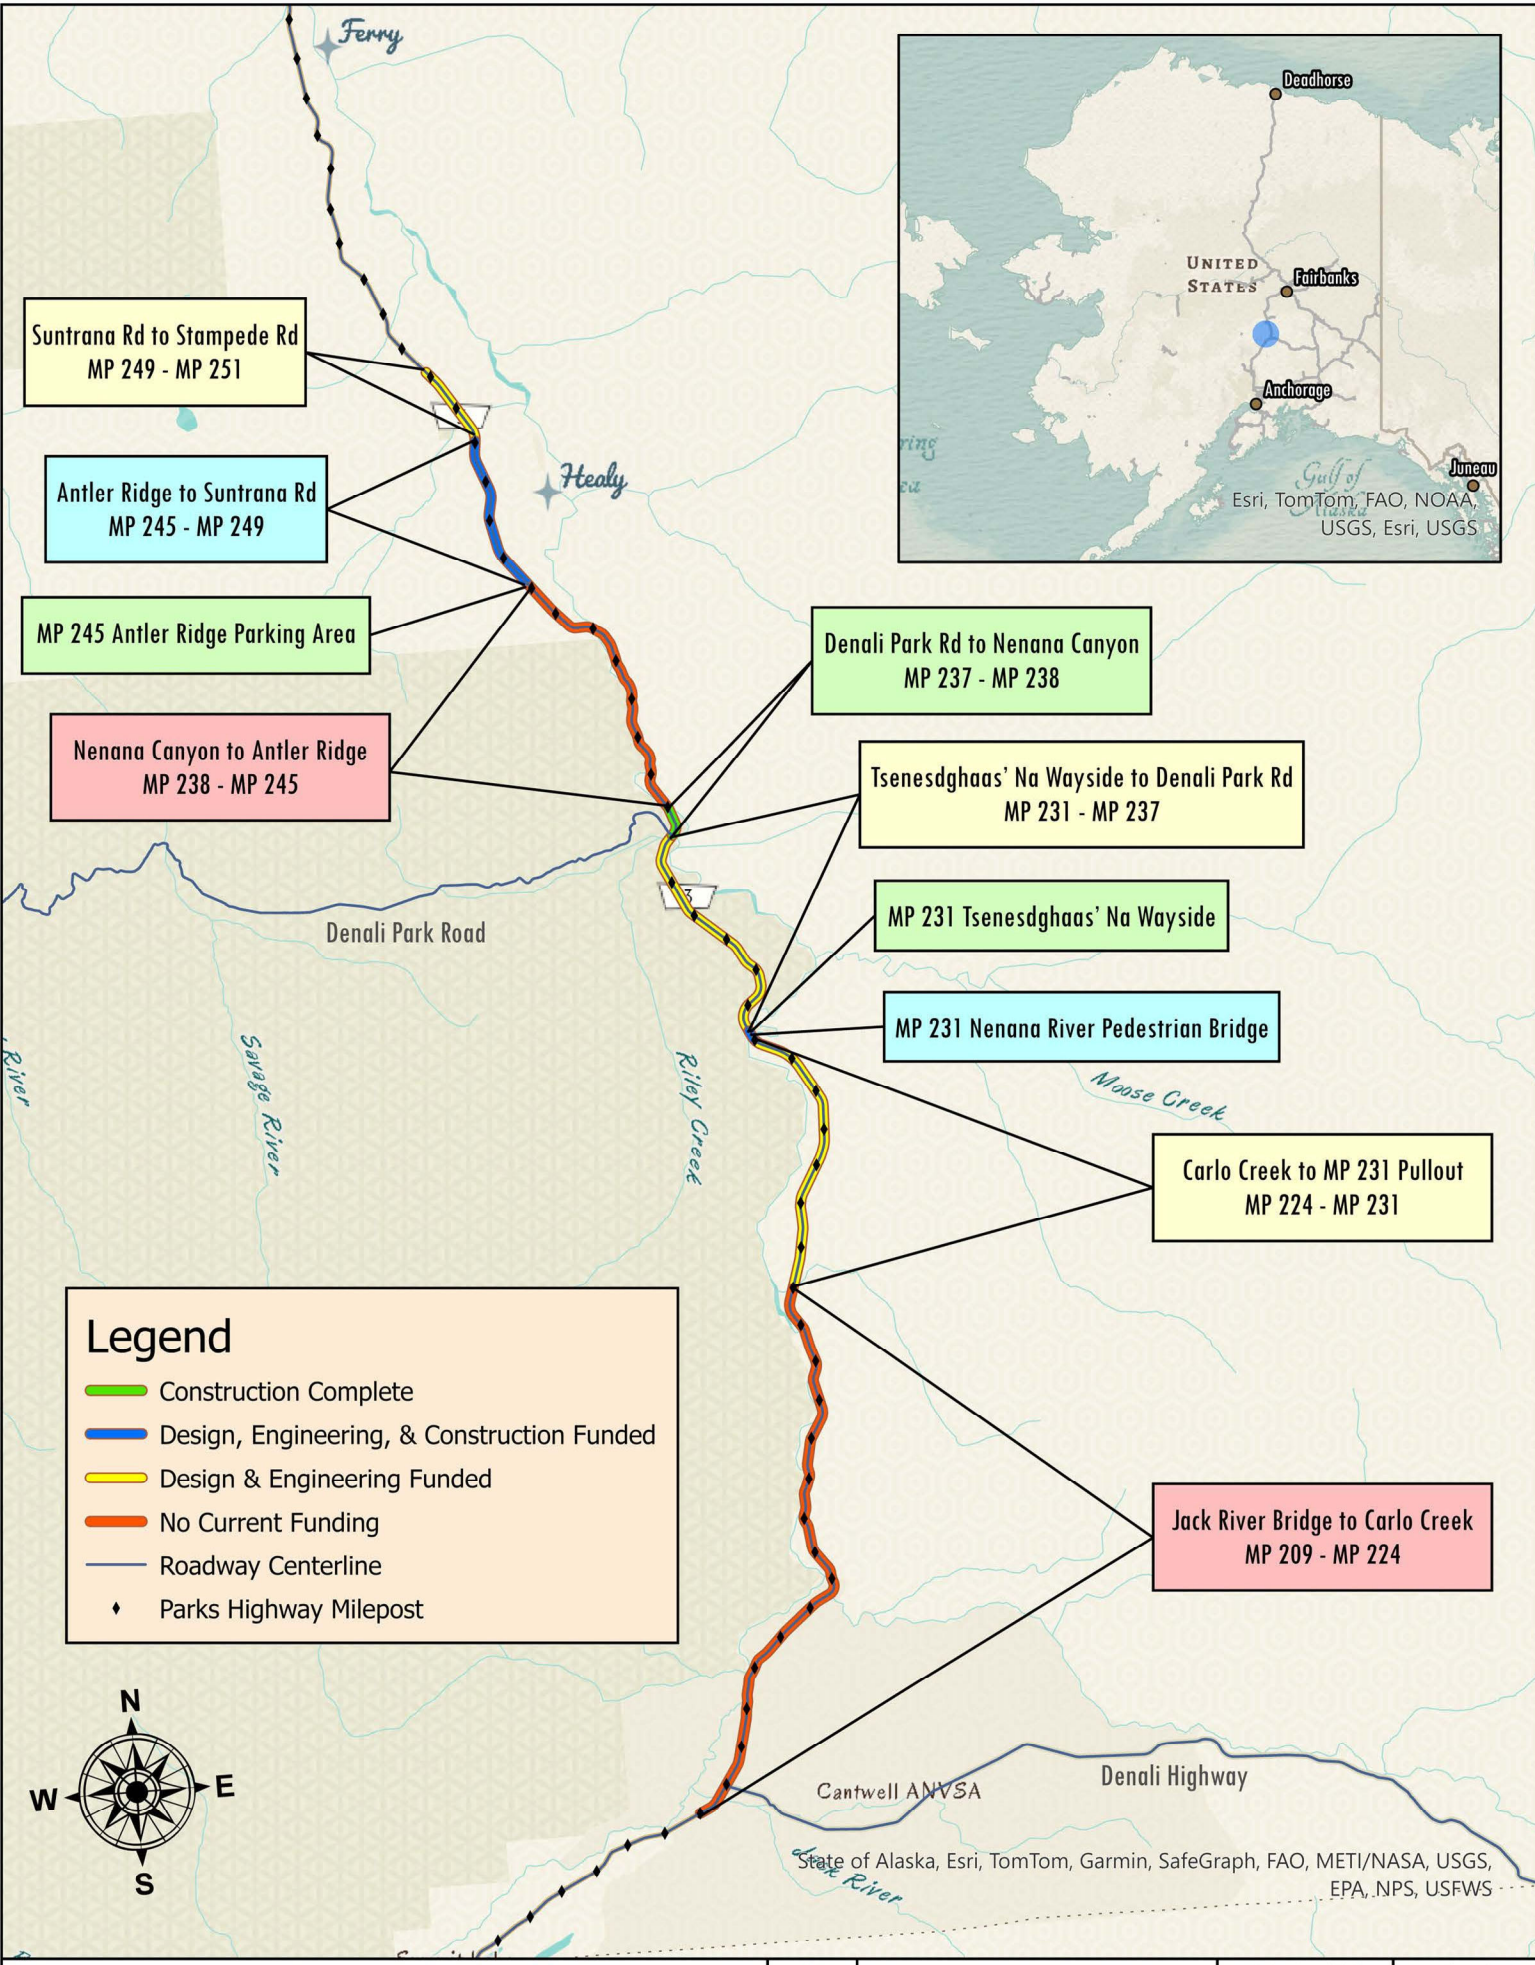 Ferry
Deadhorse
UNITED
STATES
Fairbanks
Anchorage
Juneau
Gulf of
Alaska
Esri, TomTom, FAO, NOAA,
USGS, Esri, USGS
Suntrana Rd to Stampede Rd
MP 249 - MP 251
Antler Ridge to Suntrana Rd
MP 245 - MP 249
Healy
MP 245 Antler Ridge Parking Area
Denali Park Rd to Nenana Canyon
MP 237 - MP 238
Nenana Canyon to Antler Ridge
MP 238 - MP 245
Tsenesdghaas' Na Wayside to Denali Park Rd
MP 231 - MP 237
3
MP 231 Tsenesdghaas' Na Wayside
Denali Park Road
MP 231 Nenana River Pedestrian Bridge
River
Savage River
Riley Creek
Moose Creek
Carlo Creek to MP 231 Pullout
MP 224 - MP 231
Legend
Construction Complete
Design, Engineering, & Construction Funded
Design & Engineering Funded
No Current Funding
Roadway Centerline
Parks Highway Milepost
Jack River Bridge to Carlo Creek
MP 209 - MP 224
N
W
E
S
Denali Highway
Cantwell ANVSA
Jack River
State of Alaska, Esri, TomTom, Garmin, SafeGraph, FAO, METI/NASA, USGS,
EPA, NPS, USFWS